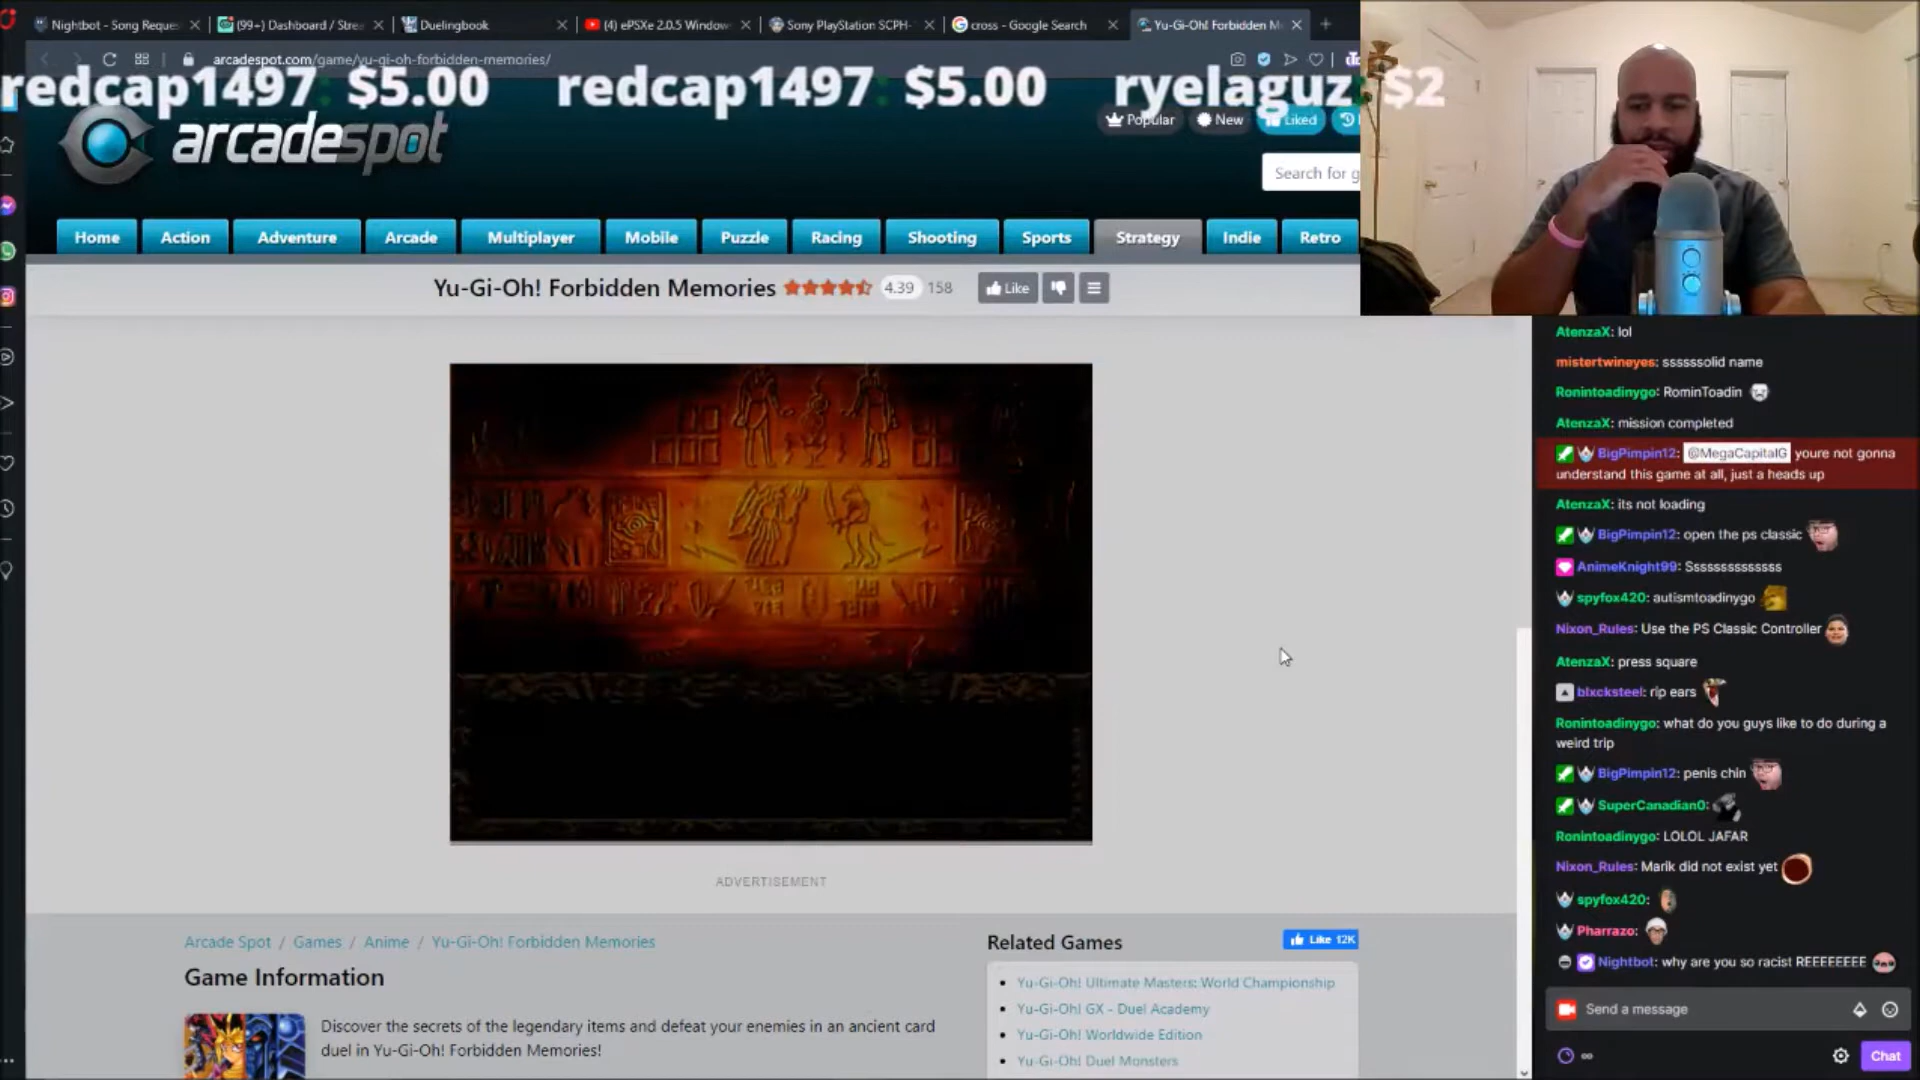 Nightbot - Song Reques
(99+) Dashboard / Stre
Duelingbook
(4) ePSXe 2.0.5 Window
Sony PlayStation SCPH-
cross - Google Search
Yu-Gi-Oh! Forbidden M
arcadespot.com/game/yu-gi-oh-forbidden-memories/
redcap1497: $5.00 redcap1497: $5.00 ryelaguz: $2
arcadespot
Popular New Liked
Search for g
Home Action Adventure Arcade Multiplayer Mobile Puzzle Racing Shooting Sports Strategy Indie Retro
Yu-Gi-Oh! Forbidden Memories 4.39 158 Like
ADVERTISEMENT
Arcade Spot / Games / Anime / Yu-Gi-Oh! Forbidden Memories
Game Information
Discover the secrets of the legendary items and defeat your enemies in an ancient card
duel in Yu-Gi-Oh! Forbidden Memories!
Related Games
Like 12K
Yu-Gi-Oh! Ultimate Masters: World Championship
Yu-Gi-Oh! GX - Duel Academy
Yu-Gi-Oh! Worldwide Edition
Yu-Gi-Oh! Duel Monsters
AtenzaX: lol
mistertwineyes: ssssssolid name
Ronintoadinygo: RominToadin
AtenzaX: mission completed
BigPimpin12: @MegaCapitalG youre not gonna
understand this game at all, just a heads up
AtenzaX: its not loading
BigPimpin12: open the ps classic
AnimeKnight99: Sssssssssssss
spyfox420: autismtoadinygo
Nixon_Rules: Use the PS Classic Controller
AtenzaX: press square
blxcksteel: rip ears
Ronintoadinygo: what do you guys like to do during a
weird trip
BigPimpin12: penis chin
SuperCanadian0:
Ronintoadinygo: LOLOL JAFAR
Nixon_Rules: Marik did not exist yet
spyfox420:
Pharrazo:
Nightbot: why are you so racist REEEEEEEE
Send a message
Chat